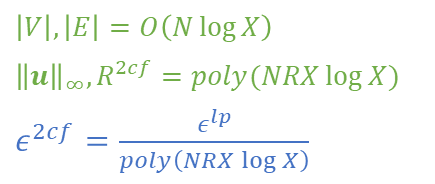 |V|, |E| = O(N log X)
‖u‖∞, R^{2cf} = poly(NRX log X)
ϵ^{2cf} = ϵ^{lp} / poly(NRX log X)